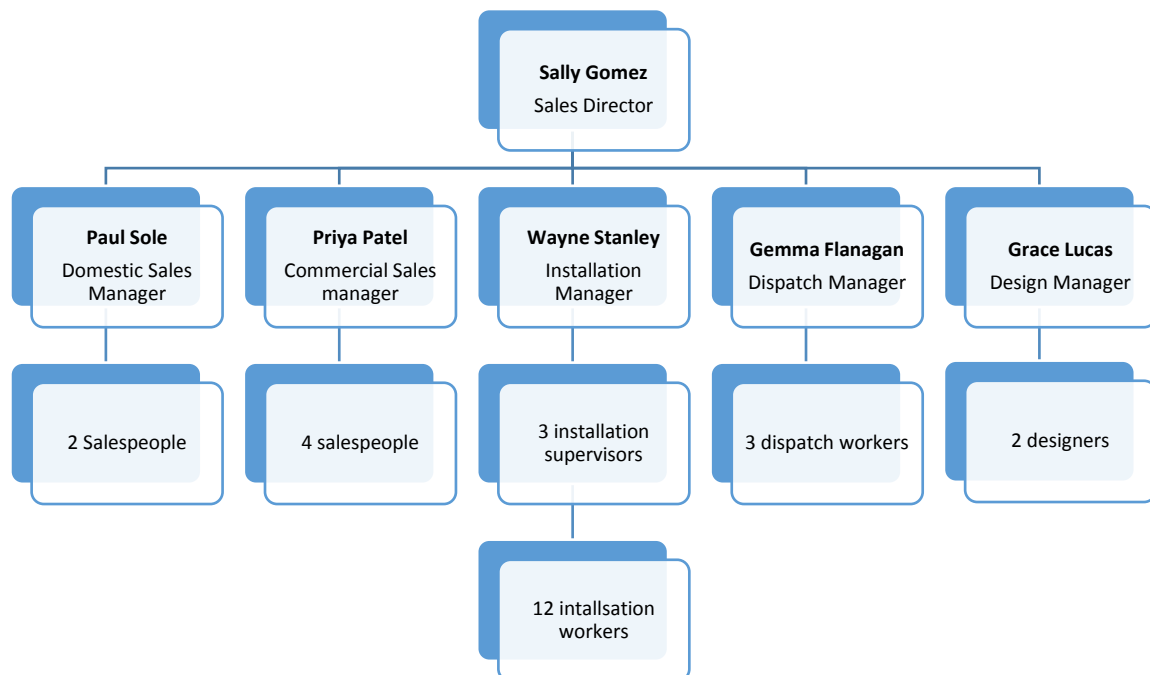 Sally Gomez
Sales Director
Paul Sole
Domestic Sales
Manager
Priya Patel
Commercial Sales
manager
Wayne Stanley
Installation
Manager
Gemma Flanagan
Dispatch Manager
Grace Lucas
Design Manager
2 Salespeople
4 salespeople
3 installation
supervisors
3 dispatch workers
2 designers
12 intallsation
workers